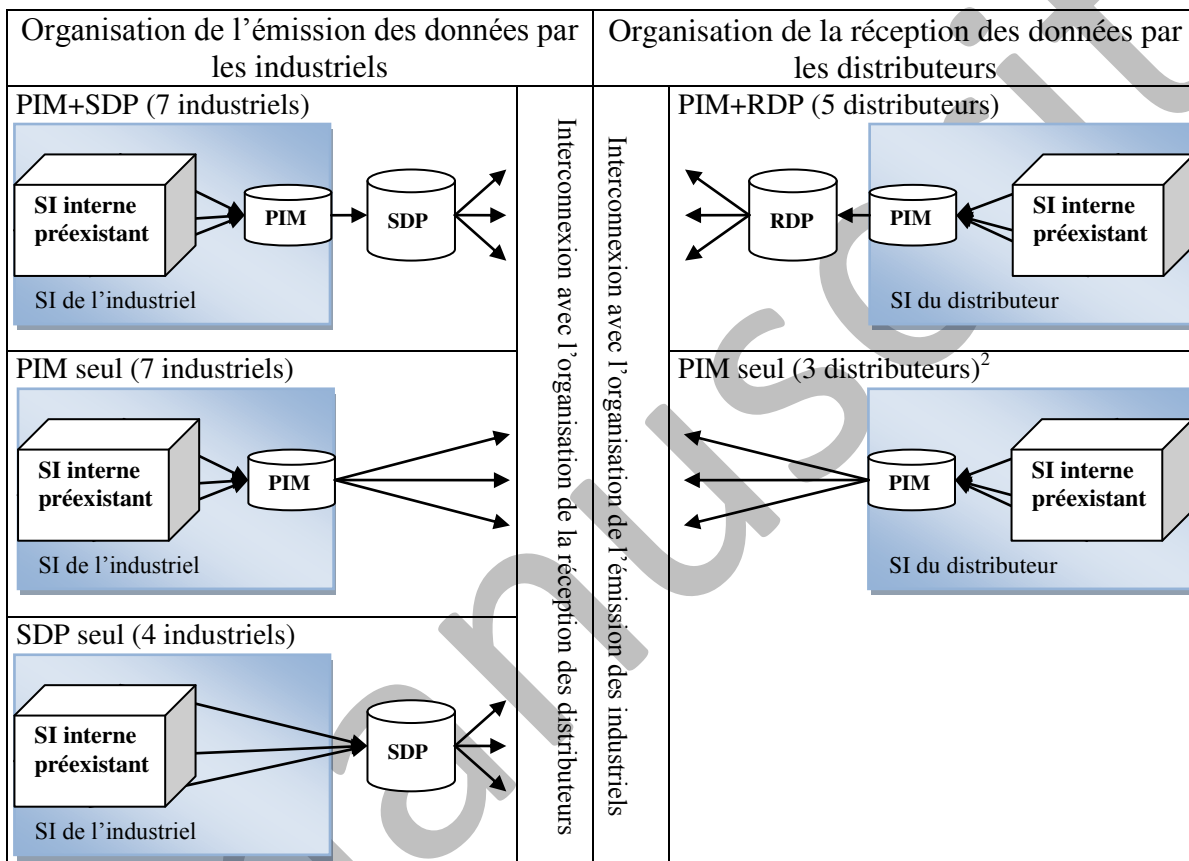 Organisation de l’émission des données par
les industriels
Organisation de la réception des données par
les distributeurs
PIM+SDP (7 industriels)
SI interne
préexistant
PIM
SDP
SI de l’industriel
PIM seul (7 industriels)
SI interne
préexistant
PIM
SI de l’industriel
SDP seul (4 industriels)
SI interne
préexistant
SDP
SI de l’industriel
Interconnexion avec l’organisation de la réception des distributeurs
Interconnexion avec l’organisation de l’émission des industriels
PIM+RDP (5 distributeurs)
RDP
PIM
SI interne
préexistant
SI du distributeur
PIM seul (3 distributeurs)2
PIM
SI interne
préexistant
SI du distributeur
anuscrit